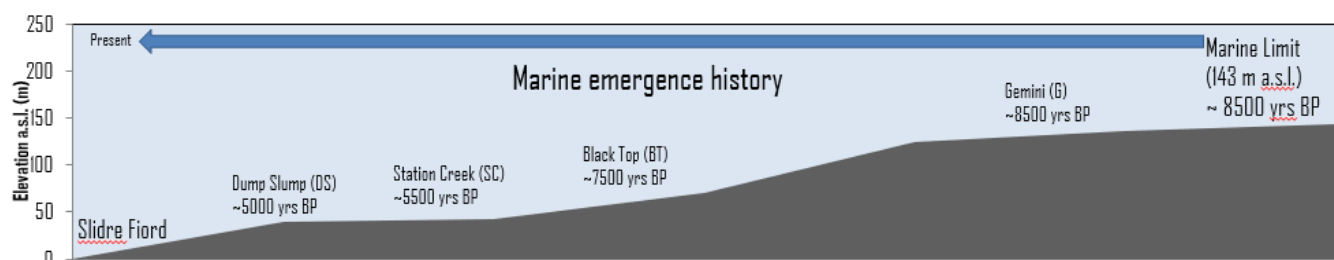 250
200
150
100
50
0
Elevation a.s.l. (m)
Present
Marine emergence history
Marine Limit
(143 m a.s.l.)
~ 8500 yrs BP
Gemini (G)
~8500 yrs BP
Black Top (BT)
~7500 yrs BP
Station Creek (SC)
~5500 yrs BP
Dump Slump (DS)
~5000 yrs BP
Slidre Fiord